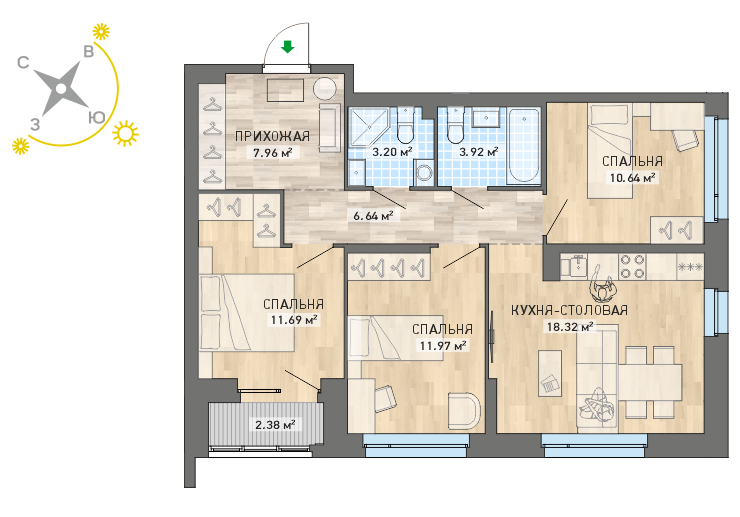 С
В
З
Ю
ПРИХОЖАЯ
7.96 м²
3.20 м²
3.92 м²
СПАЛЬНЯ
10.64 м²
6.64 м²
СПАЛЬНЯ
11.69 м²
СПАЛЬНЯ
11.97 м²
КУХНЯ-СТОЛОВАЯ
18.32 м²
2.38 м²